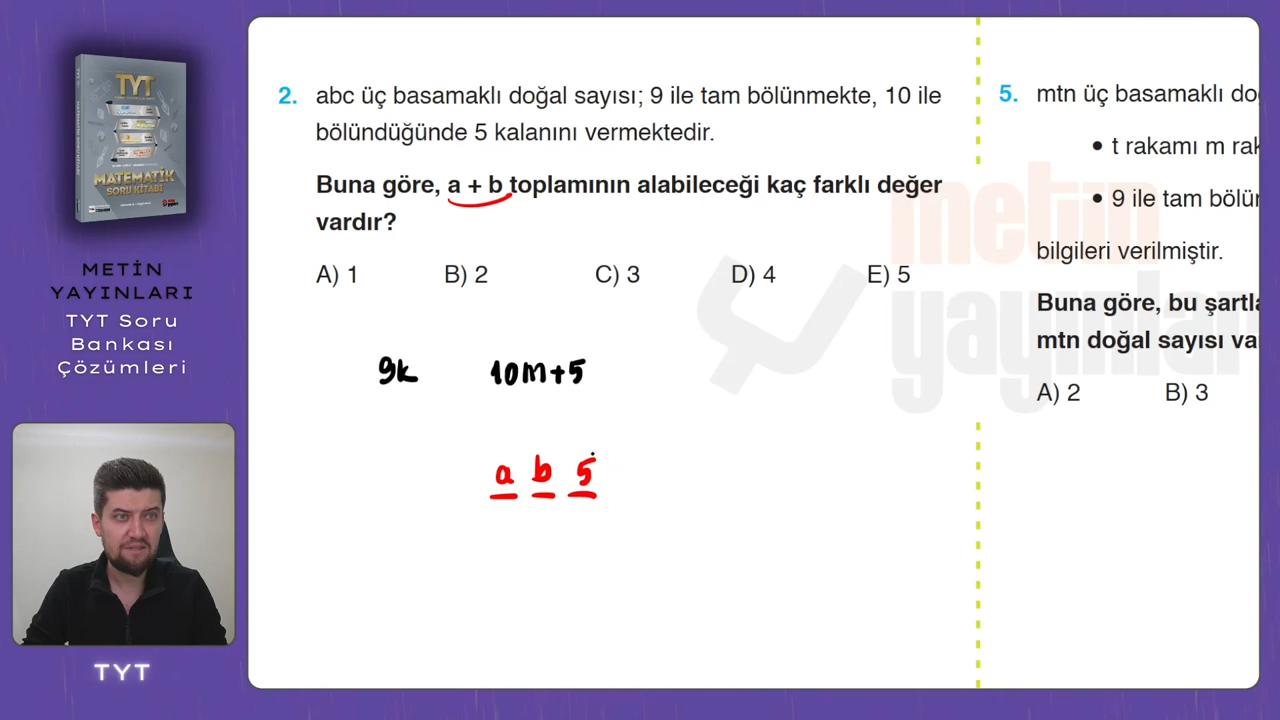 TYT
MATEMATİK
SORU KİTABI
METİN
YAYINLARI
TYT Soru
Bankası
Çözümleri
TYT
2. abc üç basamaklı doğal sayısı; 9 ile tam bölünmekte, 10 ile
bölündüğünde 5 kalanını vermektedir.
Buna göre, a + b toplamının alabileceği kaç farklı değer
vardır?
A) 1 B) 2 C) 3 D) 4 E) 5
9k 10m+5
a b 5
metin
yayınlar
5. mtn üç basamaklı do
• t rakamı m rak
• 9 ile tam bölü
bilgileri verilmiştir.
Buna göre, bu şartla
mtn doğal sayısı va
A) 2 B) 3